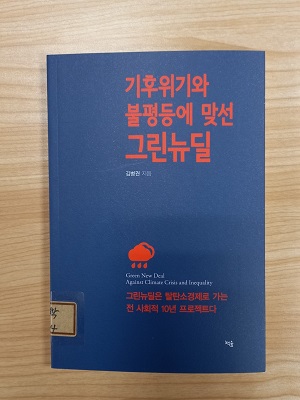 기후위기와
불평등에 맞선
그린뉴딜
김병권 지음
Green New Deal
Against Climate Crisis and Inequality
그린뉴딜은 탈탄소경제로 가는
전 사회적 10년 프로젝트다